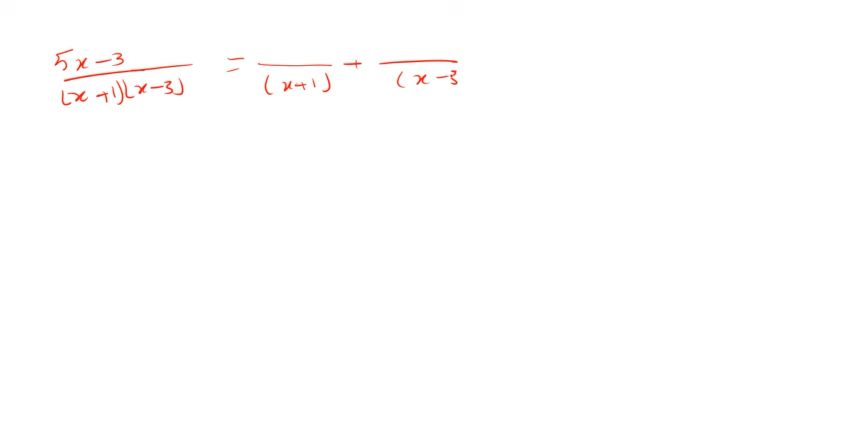 5x-3 / (x+1)(x-3) = / (x+1) + / (x-3